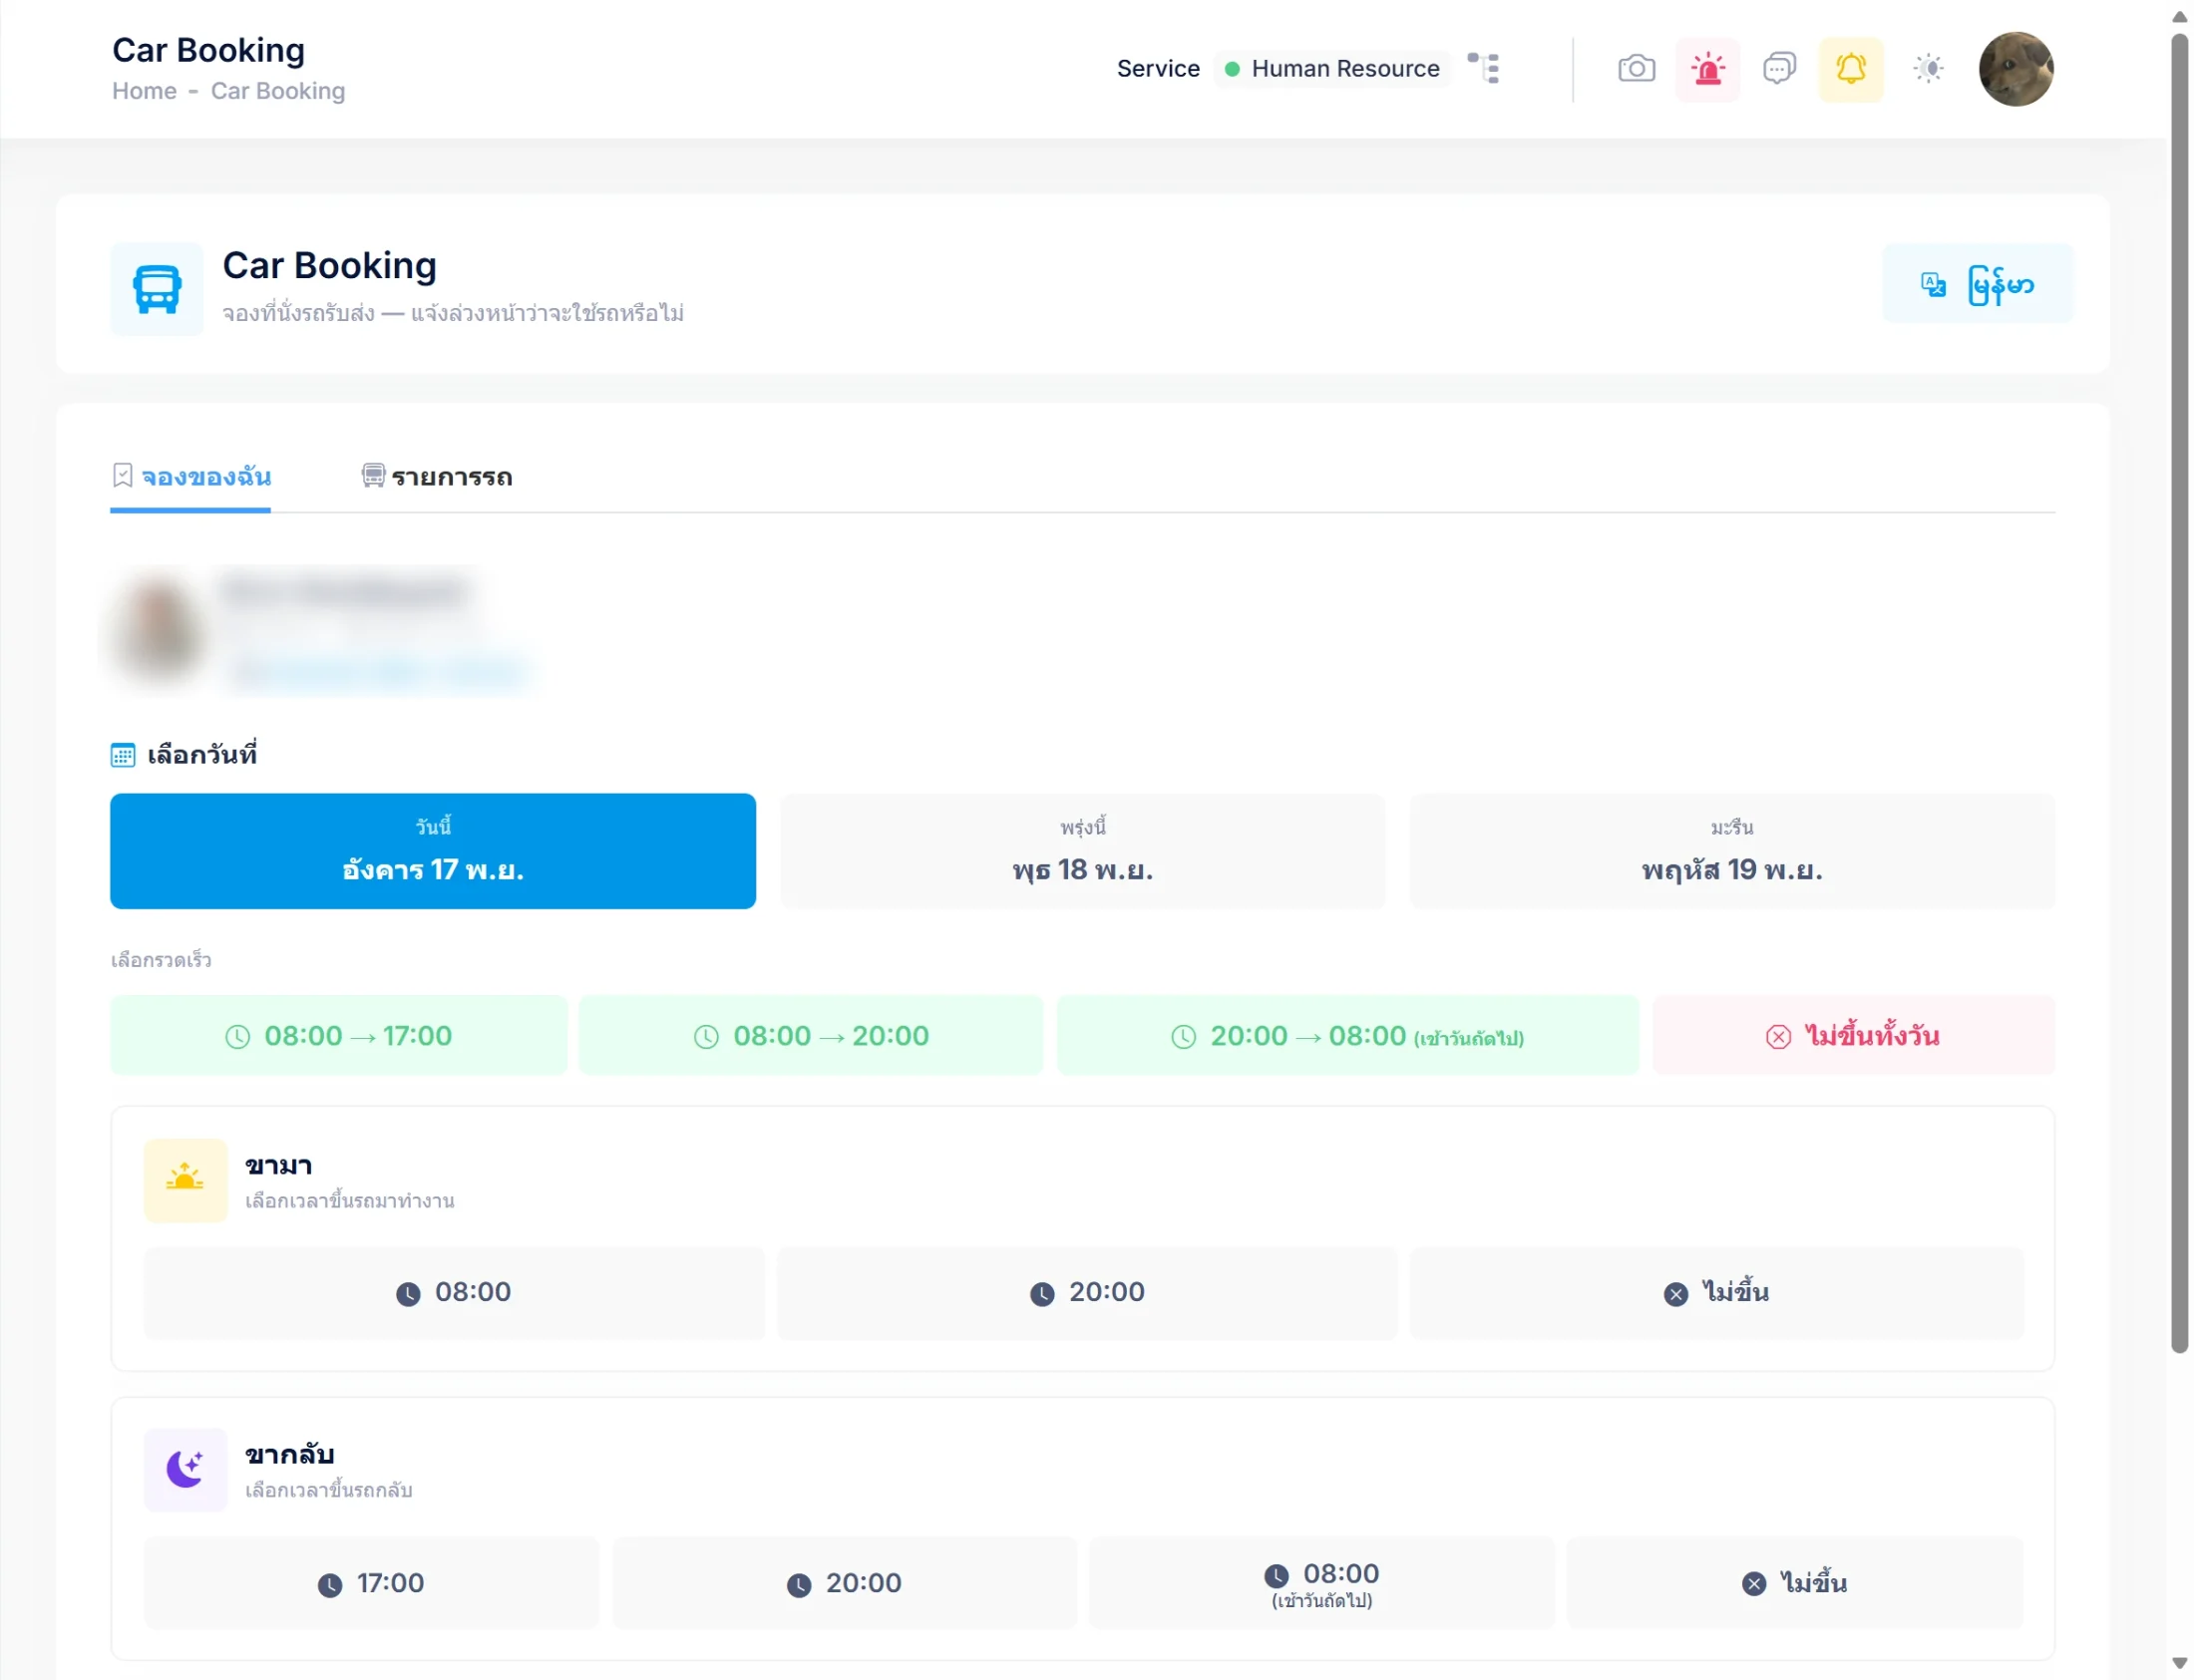 Car Booking
Home - Car Booking
Service Human Resource
Car Booking
จองที่นั่งรถรับส่ง — แจ้งล่วงหน้าว่าจะใช้รถหรือไม่
မြန်မာ
จองของฉัน รายการรถ
เลือกวันที่
วันนี้ พรุ่งนี้ มะรืน
อังคาร 17 พ.ย. พุธ 18 พ.ย. พฤหัส 19 พ.ย.
เลือกรวดเร็ว
08:00 → 17:00 08:00 → 20:00 20:00 → 08:00 (เช้าวันถัดไป) ไม่ขึ้นทั้งวัน
ขามา
เลือกเวลาขึ้นรถมาทำงาน
08:00 20:00 ไม่ขึ้น
ขากลับ
เลือกเวลาขึ้นรถกลับ
17:00 20:00 08:00 ไม่ขึ้น
(เช้าวันถัดไป)